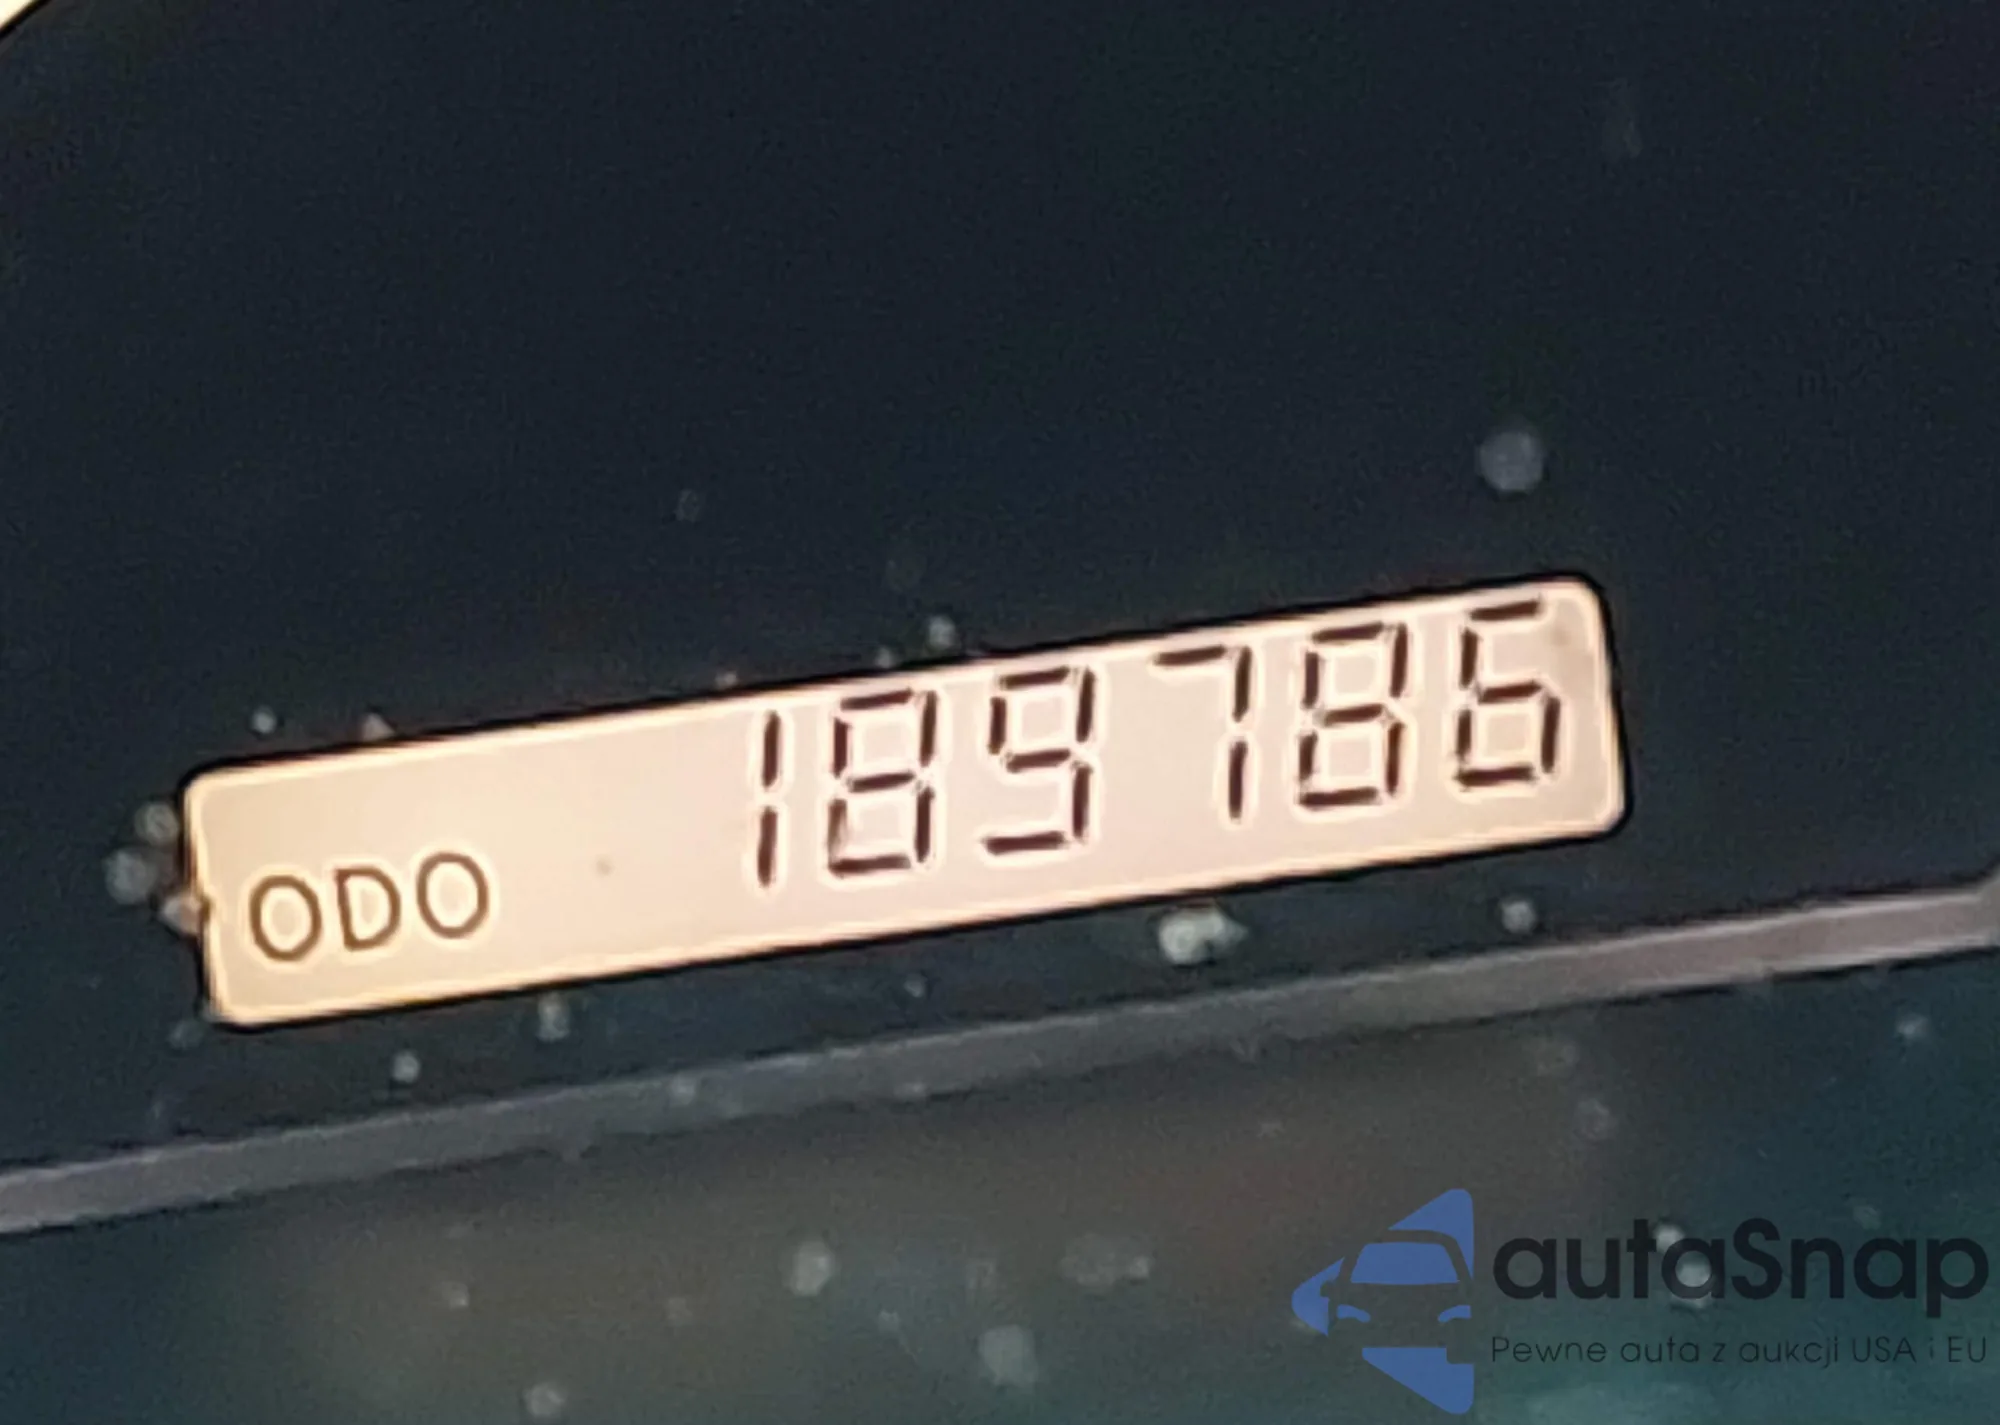 ODO 189786
autaSnap
Pewne auta z aukcji USA i EU